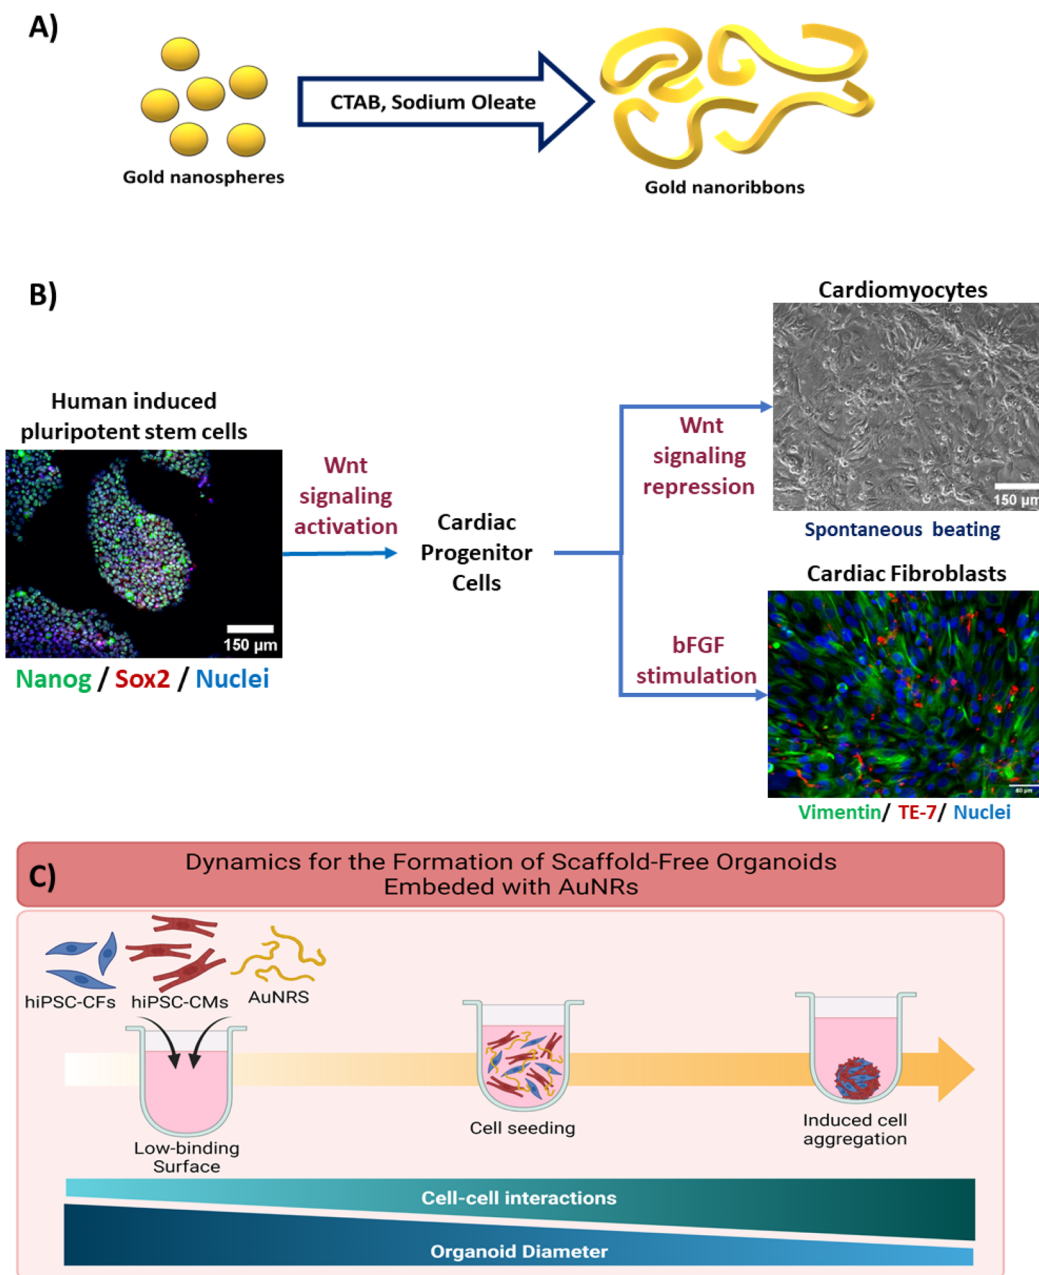 A)
CTAB, Sodium Oleate
Gold nanospheres
Gold nanoribbons
B)
Cardiomyocytes
150 µm
Spontaneous beating
Human induced
pluripotent stem cells
150 µm
Nanog / Sox2 / Nuclei
Wnt
signaling
activation
Cardiac
Progenitor
Cells
Wnt
signaling
repression
bFGF
stimulation
Cardiac Fibroblasts
60 µm
Vimentin/ TE-7/ Nuclei
C)
Dynamics for the Formation of Scaffold-Free Organoids
Embeded with AuNRs
hiPSC-CFs
hiPSC-CMs
AuNRS
Low-binding
Surface
Cell seeding
Induced cell
aggregation
Cell-cell interactions
Organoid Diameter